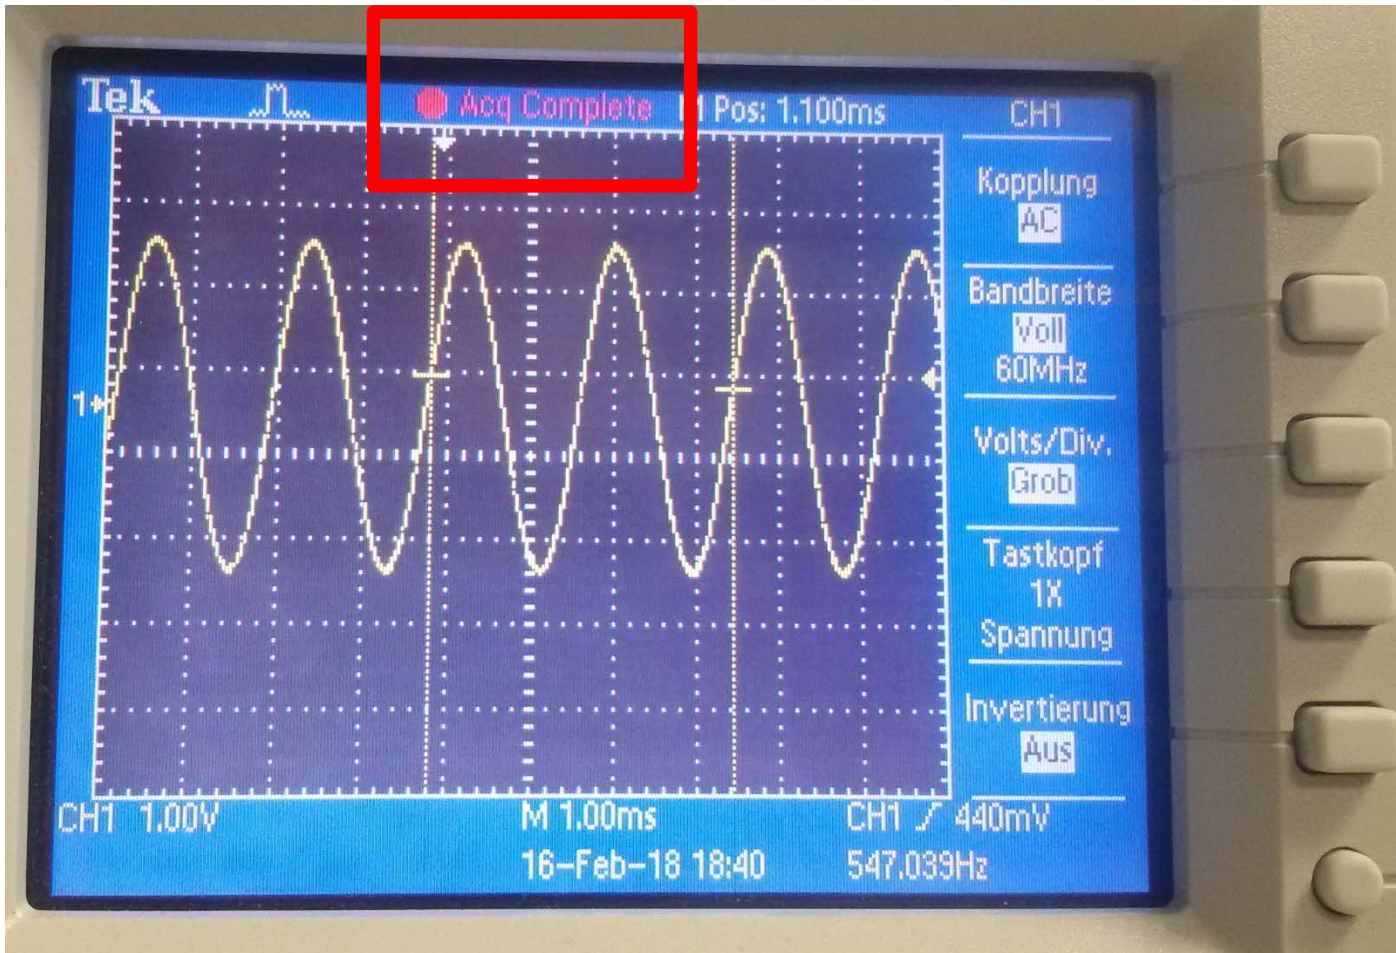 Tek
Acq Complete
M Pos: 1.100ms
CH1
Kopplung
AC
Bandbreite
Voll
60MHz
1
Volts/Div.
Grob
Tastkopf
1X
Spannung
Invertierung
Aus
CH1 1.00V
M 1.00ms
CH1
440mV
16-Feb-18 18:40
547.039Hz